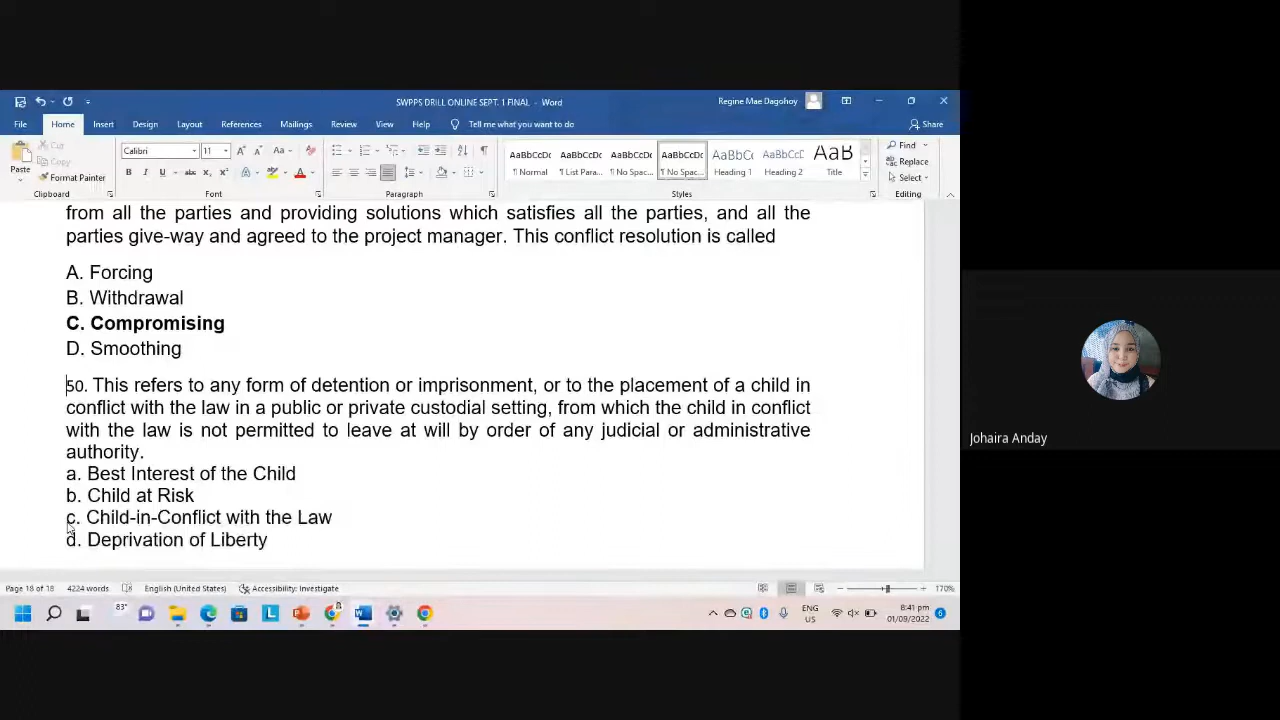 SWPPS DRILL ONLINE SEPT. 1 FINAL - Word
Regine Mae Dagohoy
File Home Insert Design Layout References Mailings Review View Help Tell me what you want to do Share
Paste
Cut
Copy
Format Painter
Calibri 11
AaBbCcDc AaBbCcDc AaBbCcDc AaBbCcDc AaBbCc AaBbCcD AaB
¶ Normal ¶ List Para... ¶ No Spac... ¶ No Spac... Heading 1 Heading 2 Title
Find
Replace
Select
Clipboard Font Paragraph Styles Editing
from all the parties and providing solutions which satisfies all the parties, and all the
parties give-way and agreed to the project manager. This conflict resolution is called
A. Forcing
B. Withdrawal
C. Compromising
D. Smoothing
50. This refers to any form of detention or imprisonment, or to the placement of a child in
conflict with the law in a public or private custodial setting, from which the child in conflict
with the law is not permitted to leave at will by order of any judicial or administrative
authority.
a. Best Interest of the Child
b. Child at Risk
c. Child-in-Conflict with the Law
d. Deprivation of Liberty
Johaira Anday
Page 18 of 18 4224 words English (United States) Accessibility: Investigate 170%
83°
ENG
US
8:41 pm
01/09/2022
6